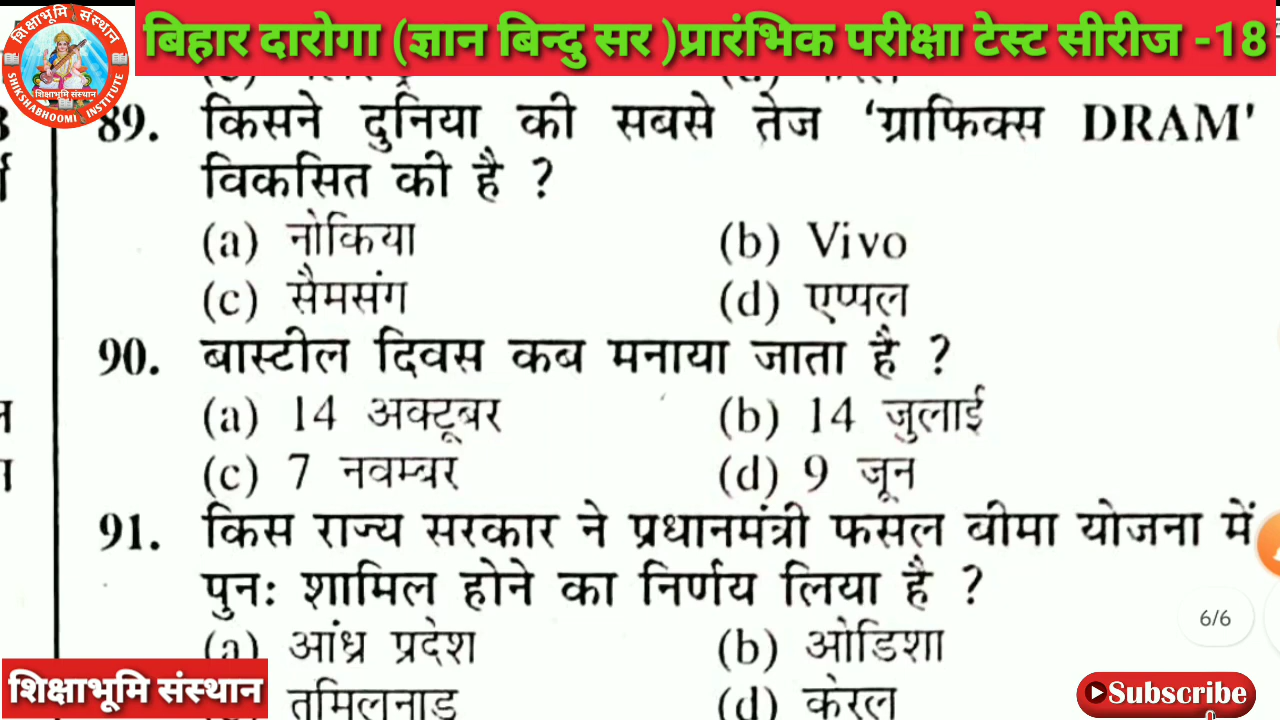 शिक्षाभूमि संस्थान
शिक्षाभूमि संस्थान
SHIKSHABHOOMI INSTITUTE
बिहार दारोगा (ज्ञान बिन्दु सर )प्रारंभिक परीक्षा टेस्ट सीरीज -18
89. किसने दुनिया की सबसे तेज 'ग्राफिक्स DRAM'
विकसित की है ?
(a) नोकिया (b) Vivo
(c) सैमसंग (d) एप्पल
90. बास्टील दिवस कब मनाया जाता है ?
(a) 14 अक्टूबर (b) 14 जुलाई
(c) 7 नवम्बर (d) 9 जून
91. किस राज्य सरकार ने प्रधानमंत्री फसल बीमा योजना में
पुनः शामिल होने का निर्णय लिया है ?
6/6
(a) आंध्र प्रदेश (b) ओडिशा
तमिलनाडु (d) केरल
शिक्षाभूमि संस्थान
Subscribe